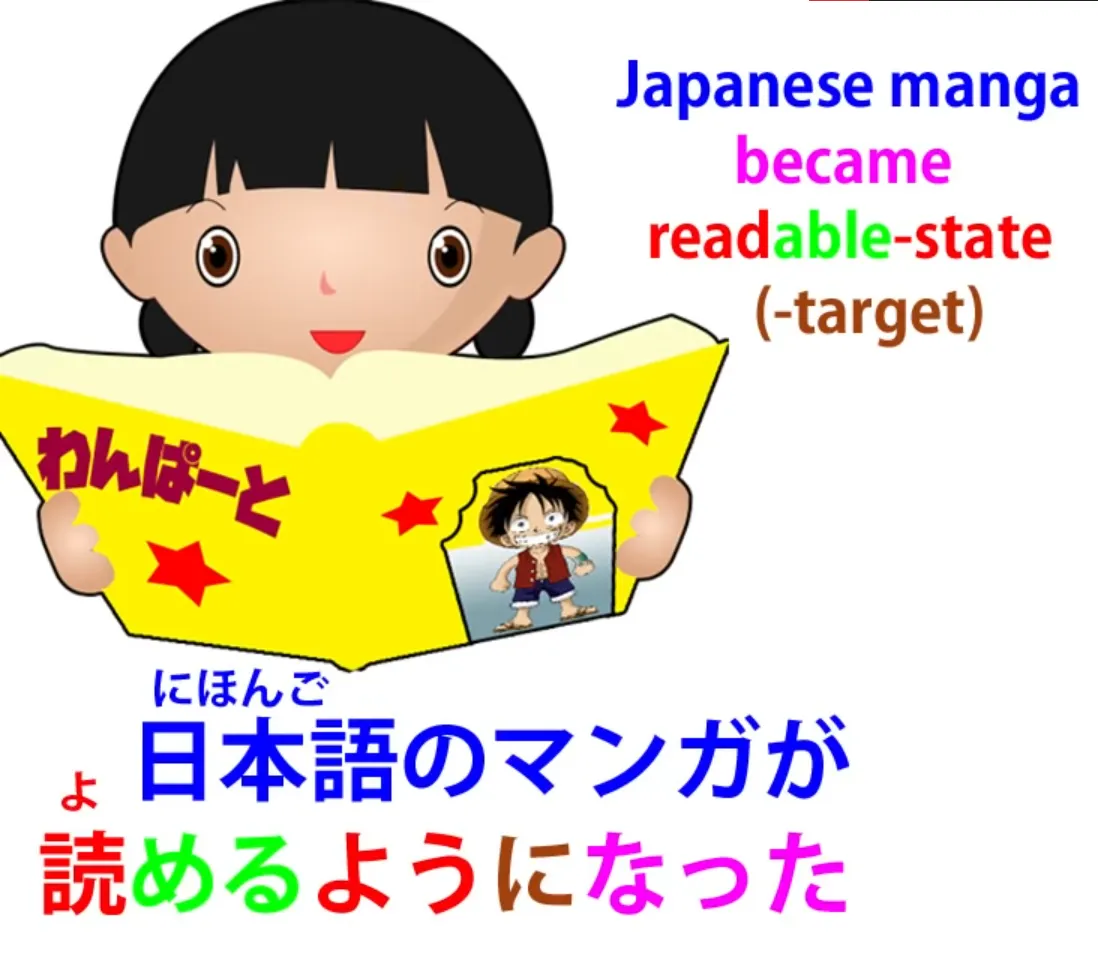 Japanese manga
became
readable-state
(-target)
わんぱーと
にほんご
日本語のマンガが
よ
読めるようになった